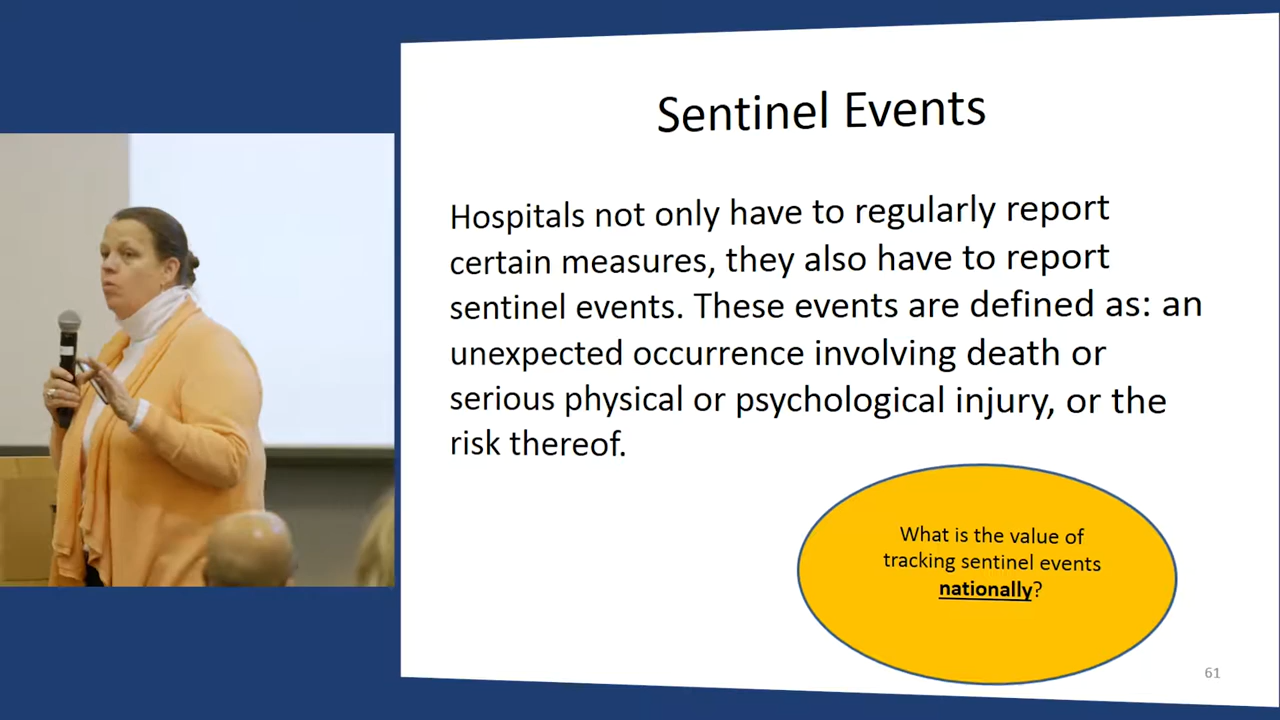 Sentinel Events
Hospitals not only have to regularly report
certain measures, they also have to report
sentinel events. These events are defined as: an
unexpected occurrence involving death or
serious physical or psychological injury, or the
risk thereof.
What is the value of
tracking sentinel events
nationally?
61